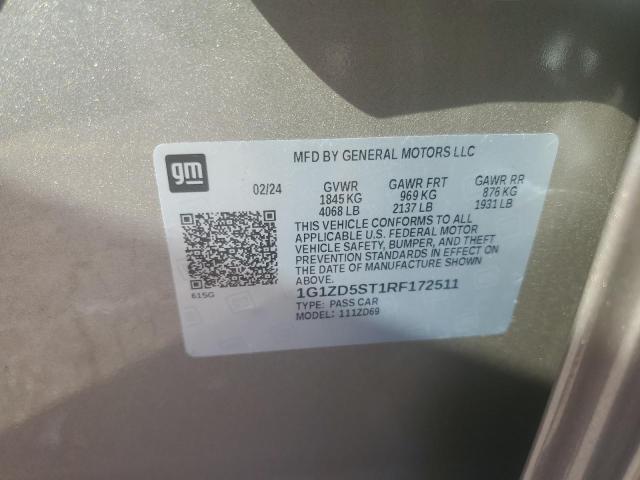 gm
MFD BY GENERAL MOTORS LLC
02/24
GVWR GAWR FRT GAWR RR
1845 KG 969 KG 876 KG
4068 LB 2137 LB 1931 LB
THIS VEHICLE CONFORMS TO ALL
APPLICABLE U.S. FEDERAL MOTOR
VEHICLE SAFETY, BUMPER, AND THEFT
PREVENTION STANDARDS IN EFFECT ON THE
DATE OF MANUFACTURE SHOWN
ABOVE.
615G
1G1ZD5ST1RF172511
TYPE: PASS CAR
MODEL: 111ZD69